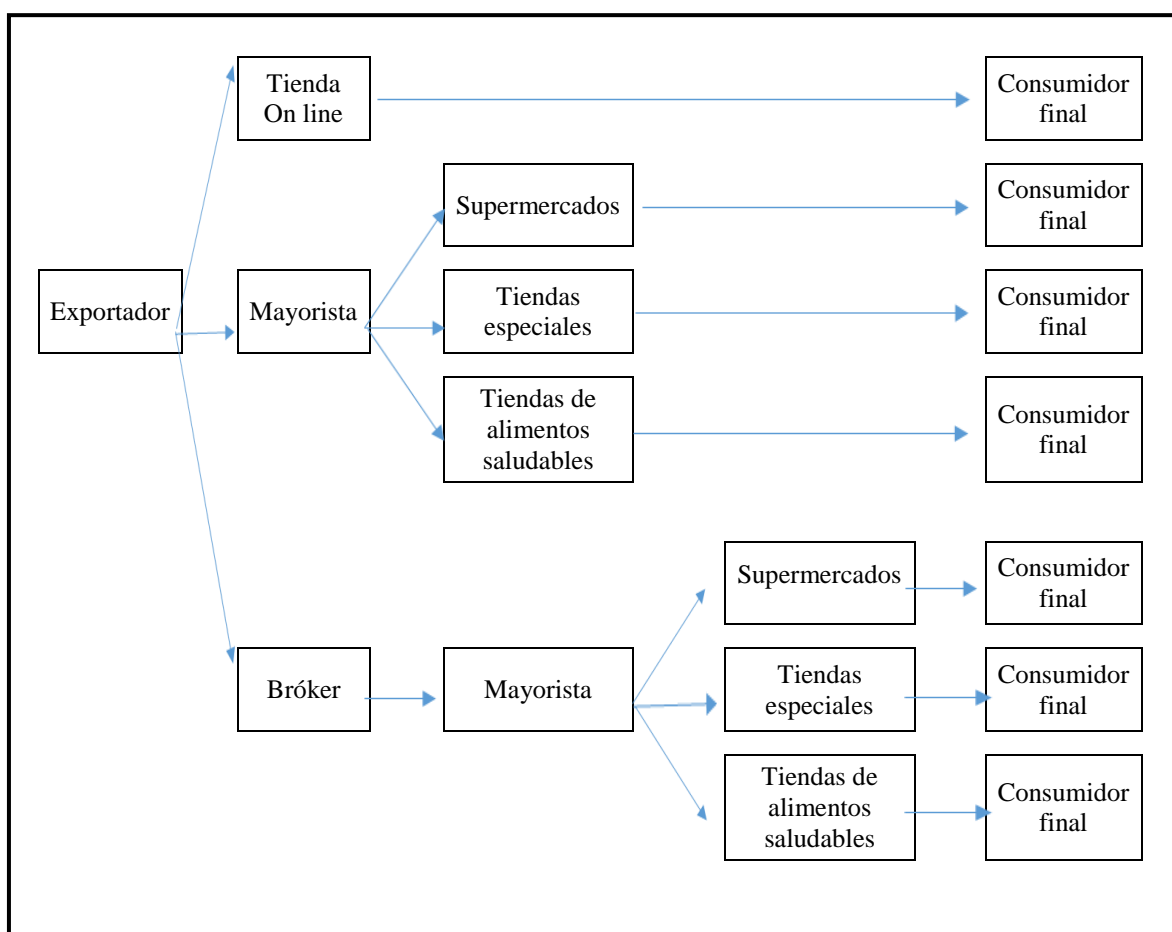 Tienda
On line
Consumidor
final
Supermercados
Consumidor
final
Exportador
Mayorista
Tiendas
especiales
Consumidor
final
Tiendas de
alimentos
saludables
Consumidor
final
Supermercados
Consumidor
final
Bróker
Mayorista
Tiendas
especiales
Consumidor
final
Tiendas de
alimentos
saludables
Consumidor
final